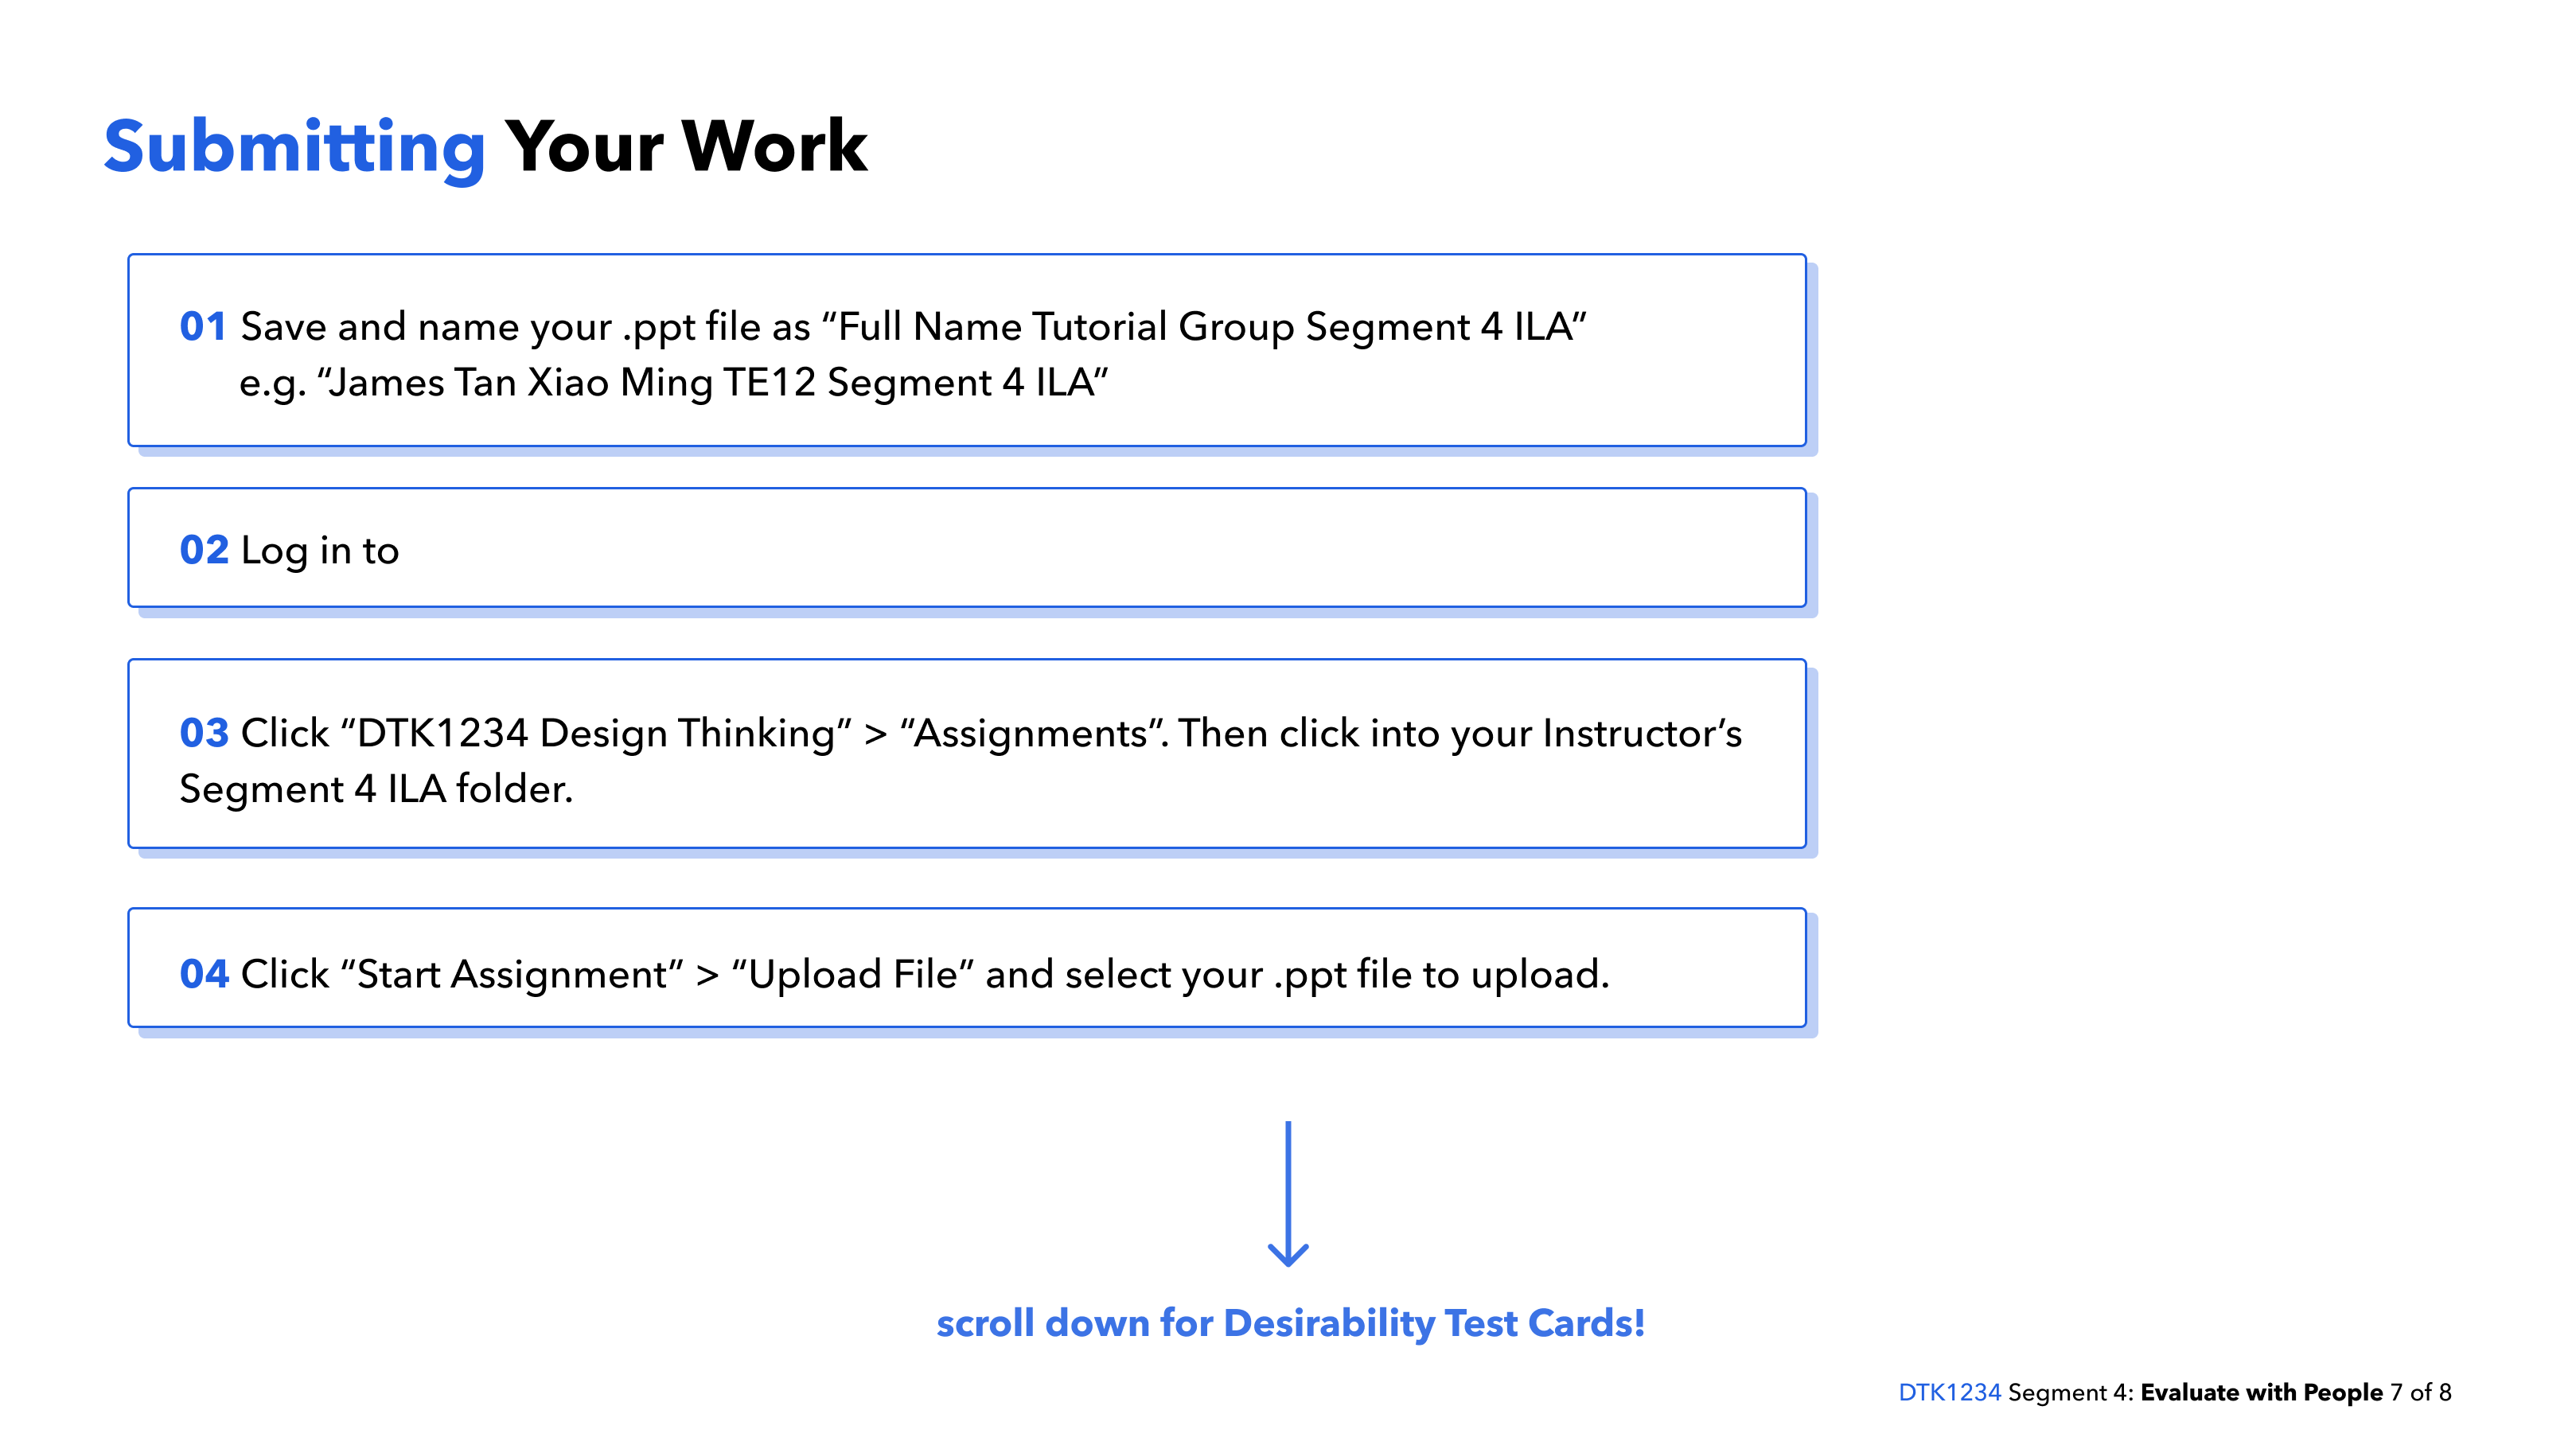 Submitting Your Work
01 Save and name your .ppt file as “Full Name Tutorial Group Segment 4 ILA”
e.g. “James Tan Xiao Ming TE12 Segment 4 ILA”
02 Log in to
03 Click “DTK1234 Design Thinking” > “Assignments”. Then click into your Instructor’s
Segment 4 ILA folder.
04 Click “Start Assignment” > “Upload File” and select your .ppt file to upload.
scroll down for Desirability Test Cards!
DTK1234 Segment 4: Evaluate with People 7 of 8